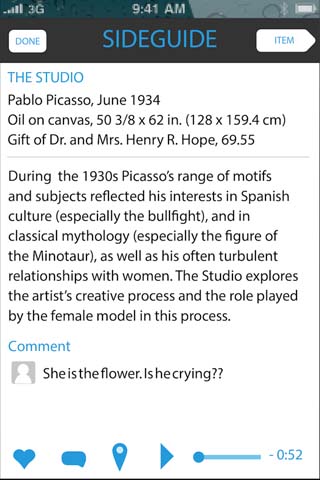 3G 9:41 AM
DONE SIDEGUIDE ITEM
THE STUDIO
Pablo Picasso, June 1934
Oil on canvas, 50 3/8 x 62 in. (128 x 159.4 cm)
Gift of Dr. and Mrs. Henry R. Hope, 69.55
During the 1930s Picasso's range of motifs
and subjects reflected his interests in Spanish
culture (especially the bullfight), and in
classical mythology (especially the figure of
the Minotaur), as well as his often turbulent
relationships with women. The Studio explores
the artist's creative process and the role played
by the female model in this process.
Comment
She is the flower. Is he crying??
- 0:52